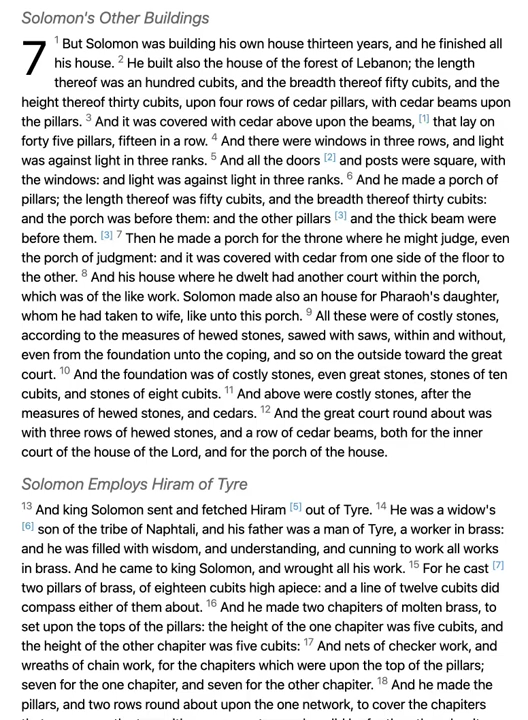 Solomon's Other Buildings
7 1 But Solomon was building his own house thirteen years, and he finished all
his house. 2 He built also the house of the forest of Lebanon; the length
thereof was an hundred cubits, and the breadth thereof fifty cubits, and the
height thereof thirty cubits, upon four rows of cedar pillars, with cedar beams upon
the pillars. 3 And it was covered with cedar above upon the beams, [1] that lay on
forty five pillars, fifteen in a row. 4 And there were windows in three rows, and light
was against light in three ranks. 5 And all the doors [2] and posts were square, with
the windows: and light was against light in three ranks. 6 And he made a porch of
pillars; the length thereof was fifty cubits, and the breadth thereof thirty cubits:
and the porch was before them: and the other pillars [3] and the thick beam were
before them. [3] 7 Then he made a porch for the throne where he might judge, even
the porch of judgment: and it was covered with cedar from one side of the floor to
the other. 8 And his house where he dwelt had another court within the porch,
which was of the like work. Solomon made also an house for Pharaoh's daughter,
whom he had taken to wife, like unto this porch. 9 All these were of costly stones,
according to the measures of hewed stones, sawed with saws, within and without,
even from the foundation unto the coping, and so on the outside toward the great
court. 10 And the foundation was of costly stones, even great stones, stones of ten
cubits, and stones of eight cubits. 11 And above were costly stones, after the
measures of hewed stones, and cedars. 12 And the great court round about was
with three rows of hewed stones, and a row of cedar beams, both for the inner
court of the house of the Lord, and for the porch of the house.
Solomon Employs Hiram of Tyre
13 And king Solomon sent and fetched Hiram [5] out of Tyre. 14 He was a widow's
[6] son of the tribe of Naphtali, and his father was a man of Tyre, a worker in brass:
and he was filled with wisdom, and understanding, and cunning to work all works
in brass. And he came to king Solomon, and wrought all his work. 15 For he cast [7]
two pillars of brass, of eighteen cubits high apiece: and a line of twelve cubits did
compass either of them about. 16 And he made two chapiters of molten brass, to
set upon the tops of the pillars: the height of the one chapiter was five cubits, and
the height of the other chapiter was five cubits: 17 And nets of checker work, and
wreaths of chain work, for the chapiters which were upon the top of the pillars;
seven for the one chapiter, and seven for the other chapiter. 18 And he made the
pillars, and two rows round about upon the one network, to cover the chapiters